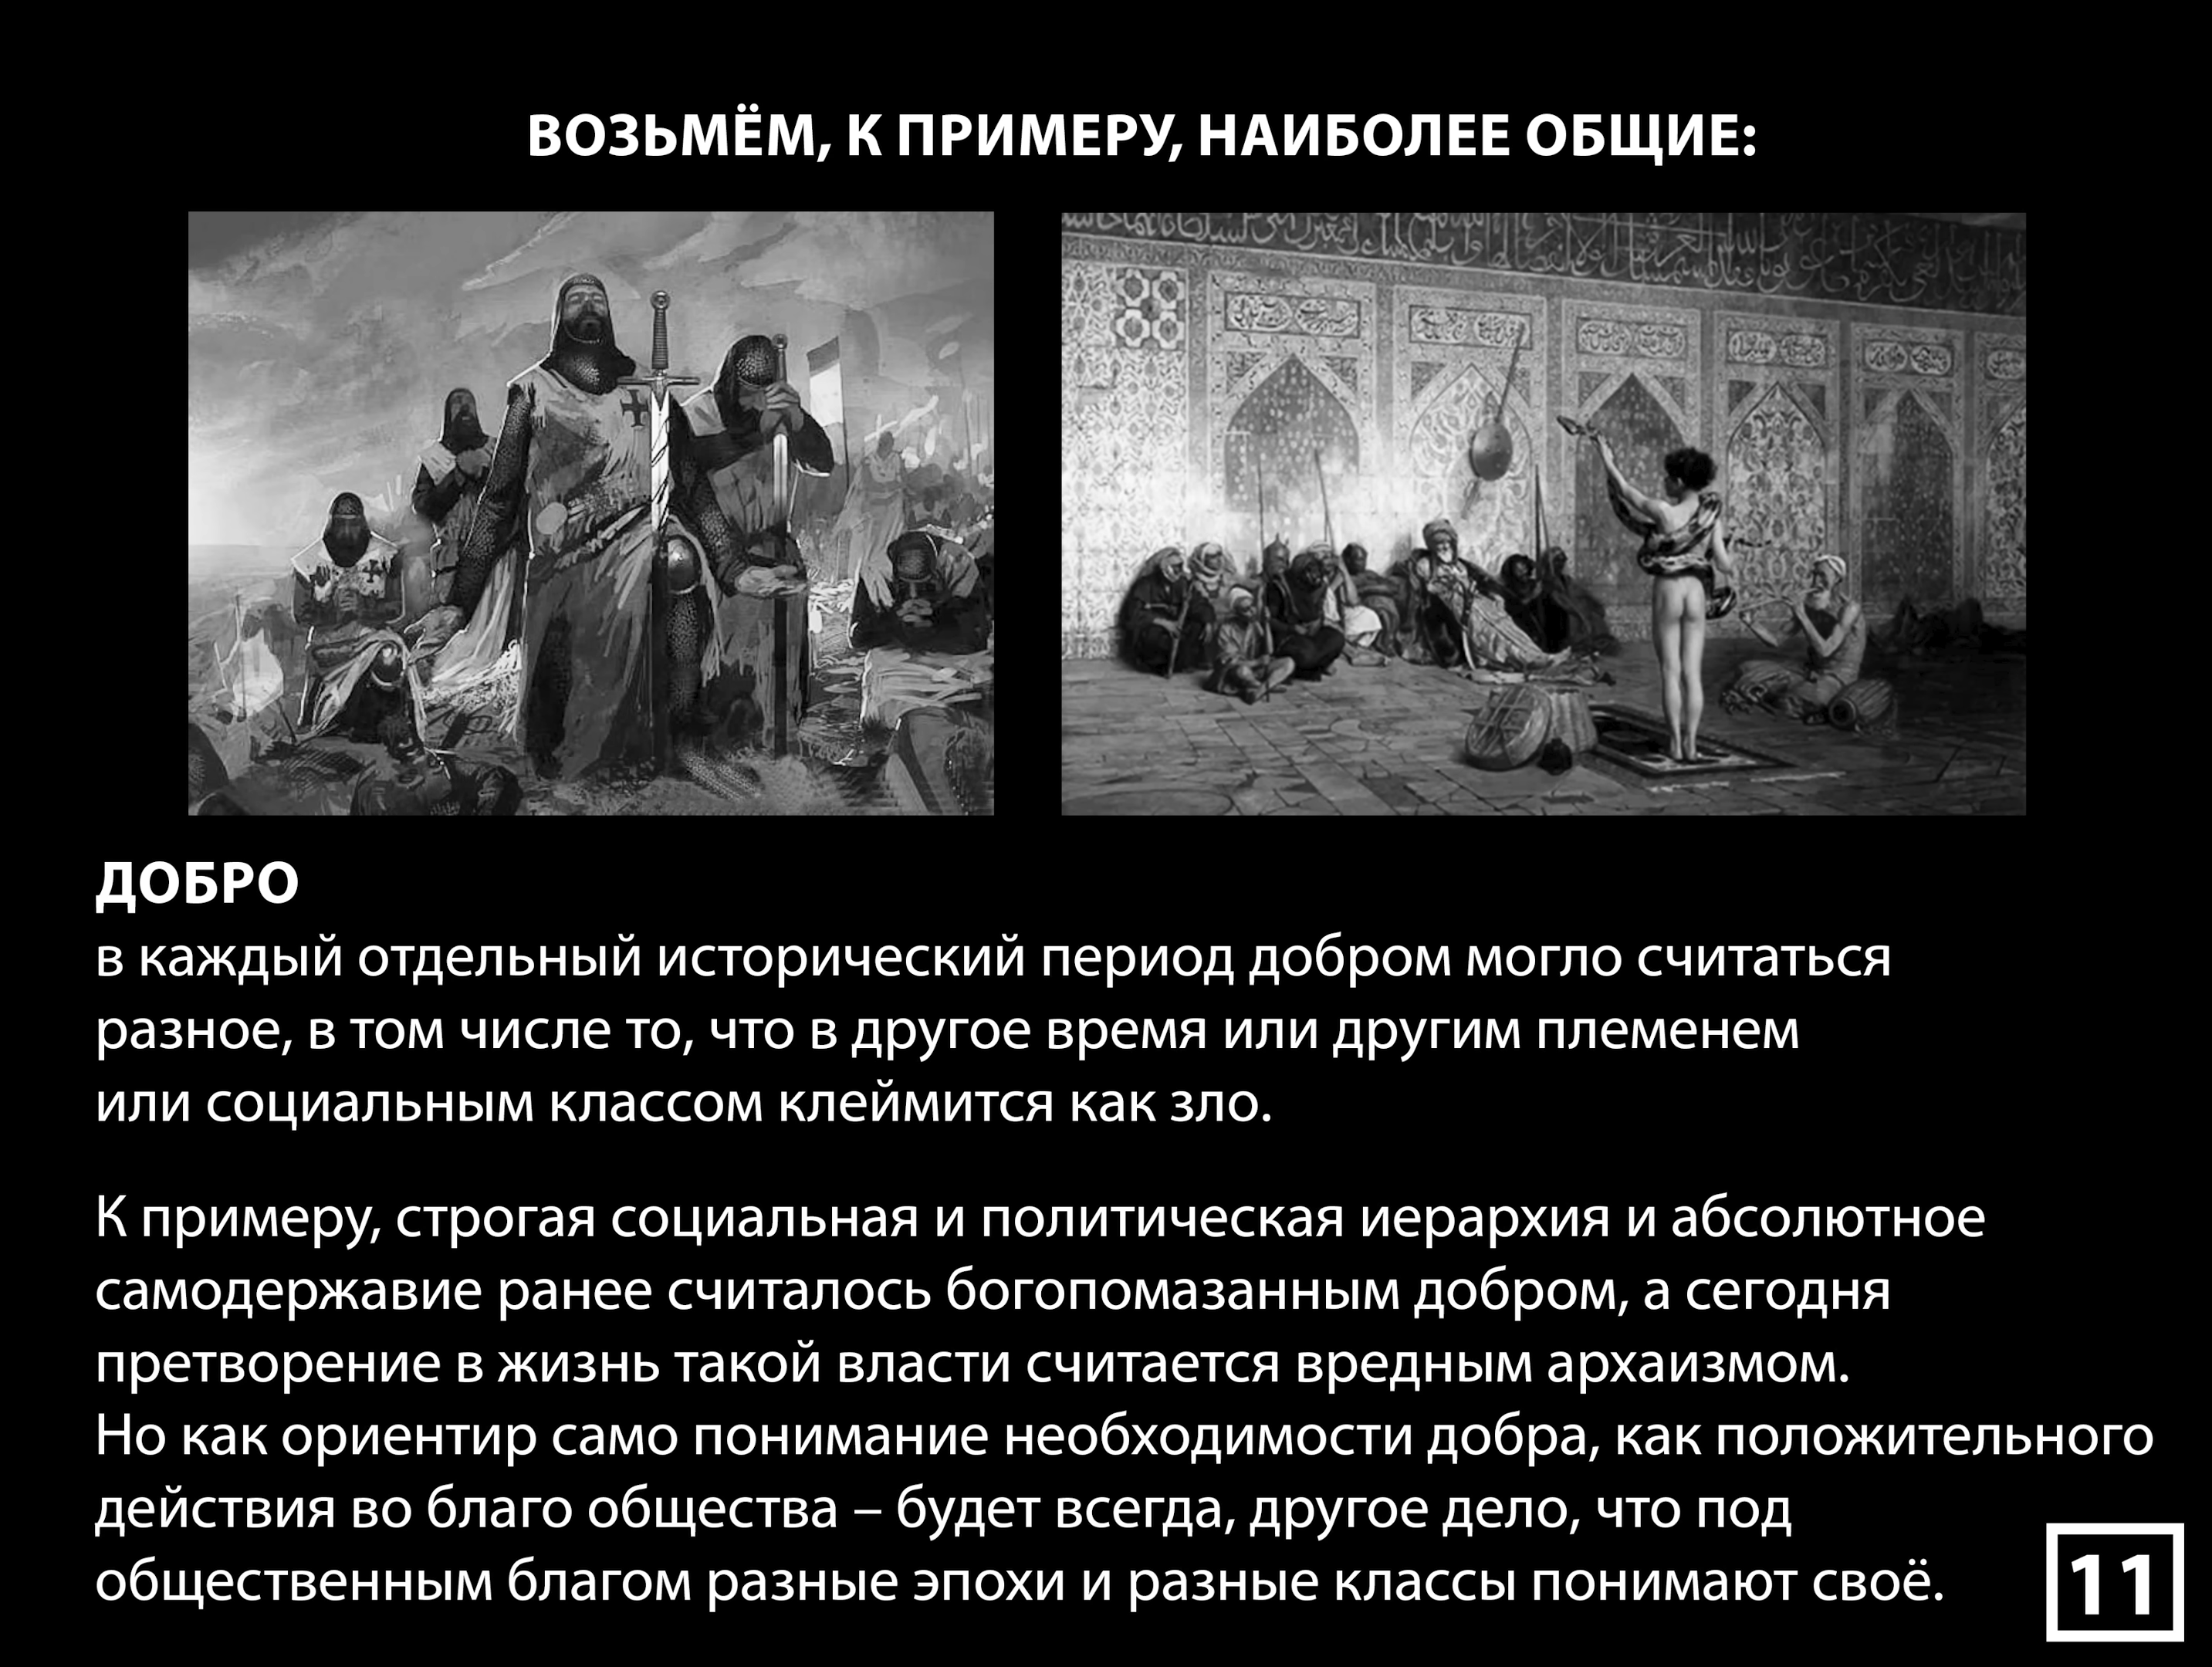 ВОЗЬМЁМ, К ПРИМЕРУ, НАИБОЛЕЕ ОБЩИЕ:
ДОБРО
в каждый отдельный исторический период добром могло считаться
разное, в том числе то, что в другое время или другим племенем
или социальным классом клеймится как зло.
К примеру, строгая социальная и политическая иерархия и абсолютное
самодержавие ранее считалось богопомазанным добром, а сегодня
претворение в жизнь такой власти считается вредным архаизмом.
Но как ориентир само понимание необходимости добра, как положительного
действия во благо общества – будет всегда, другое дело, что под
общественным благом разные эпохи и разные классы понимают своё.
11